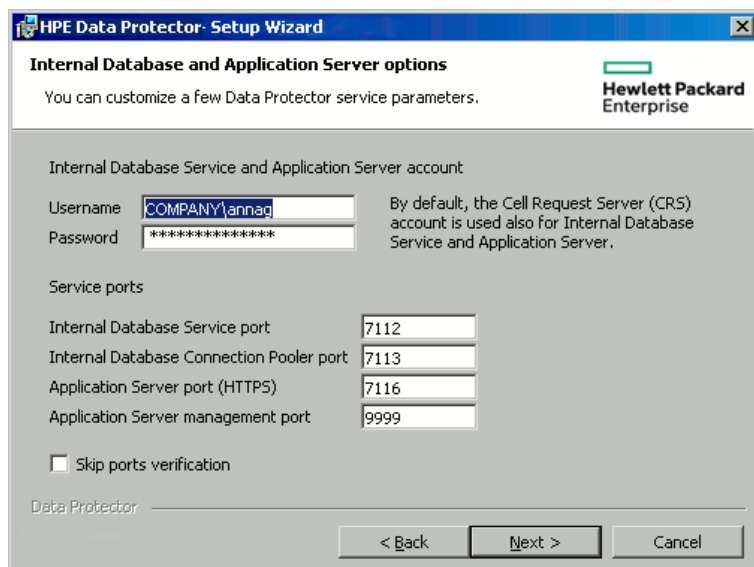 HPE Data Protector- Setup Wizard
Internal Database and Application Server options
You can customize a few Data Protector service parameters.
Hewlett Packard
Enterprise
Internal Database Service and Application Server account
Username COMPANY\annag
Password **************
By default, the Cell Request Server (CRS)
account is used also for Internal Database
Service and Application Server.
Service ports
Internal Database Service port 7112
Internal Database Connection Pooler port 7113
Application Server port (HTTPS) 7116
Application Server management port 9999
Skip ports verification
Data Protector
< Back Next > Cancel